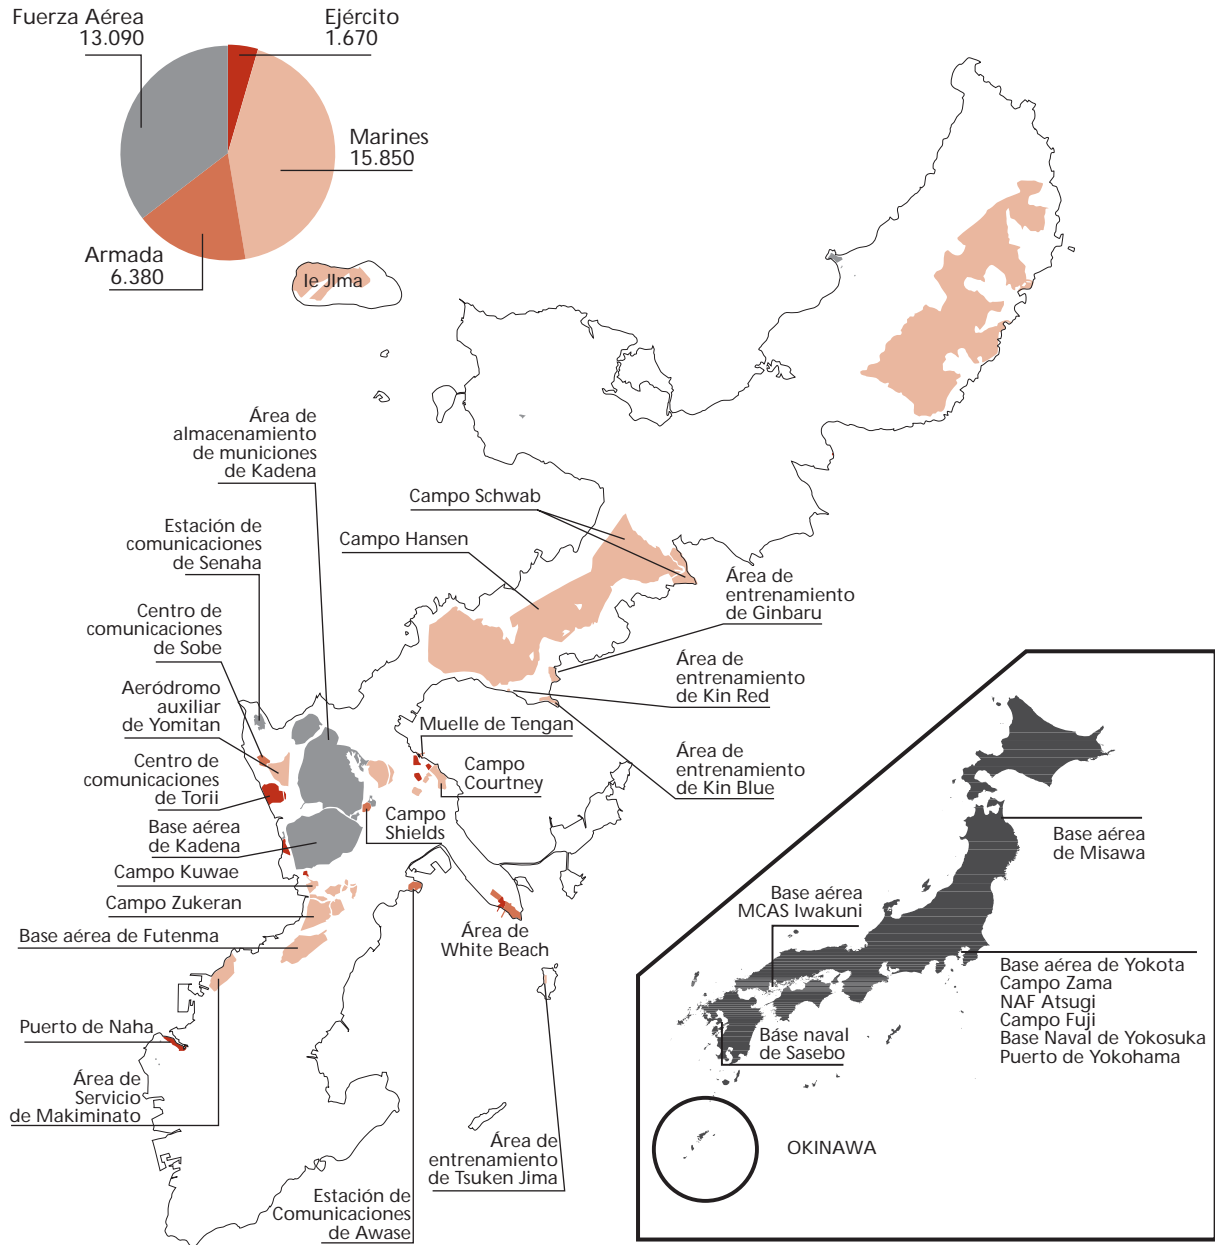 Fuerza Aérea
13.090
Ejército
1.670
Marines
15.850
Armada
6.380
Ie JIma
Área de
almacenamiento
de municiones
de Kadena
Campo Schwab
Campo Hansen
Estación de
comunicaciones
de Senaha
Centro de
comunicaciones
de Sobe
Aeródromo
auxiliar
de Yomitan
Centro de
comunicaciones
de Torii
Base aérea
de Kadena
Campo Kuwae
Campo Zukeran
Base aérea de Futenma
Puerto de Naha
Área de
Servicio
de Makiminato
Área de
entrenamiento
de Ginbaru
Área de
entrenamiento
de Kin Red
Área de
entrenamiento
de Kin Blue
Muelle de Tengan
Campo
Courtney
Campo
Shields
Área de
White Beach
Área de
entrenamiento
de Tsuken Jima
Estación de
Comunicaciones
de Awase
Base aérea
de Misawa
Base aérea
MCAS Iwakuni
Base aérea de Yokota
Campo Zama
NAF Atsugi
Campo Fuji
Base Naval de Yokosuka
Puerto de Yokohama
Base naval
de Sasebo
OKINAWA